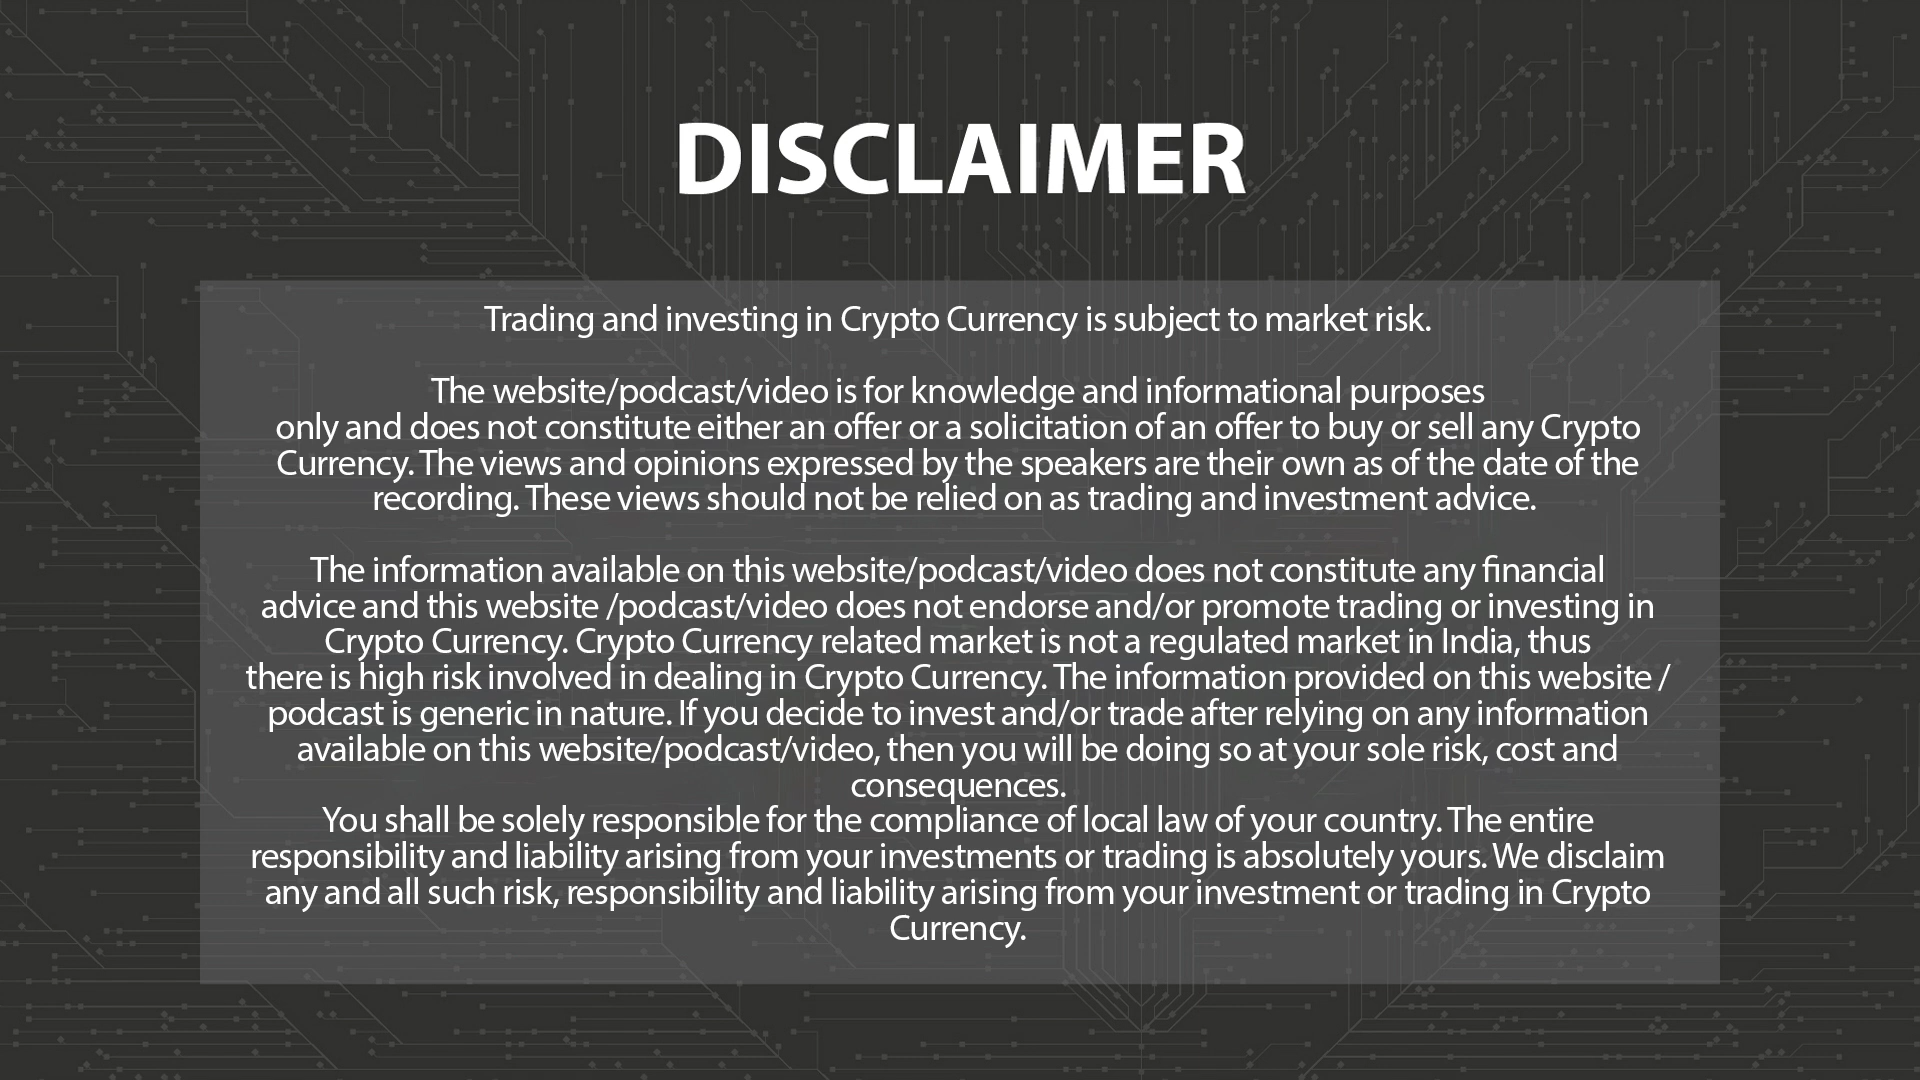 DISCLAIMER
Trading and investing in Crypto Currency is subject to market risk.
The website/podcast/video is for knowledge and informational purposes
only and does not constitute either an offer or a solicitation of an offer to buy or sell any Crypto
Currency. The views and opinions expressed by the speakers are their own as of the date of the
recording. These views should not be relied on as trading and investment advice.
The information available on this website/podcast/video does not constitute any financial
advice and this website /podcast/video does not endorse and/or promote trading or investing in
Crypto Currency. Crypto Currency related market is not a regulated market in India, thus
there is high risk involved in dealing in Crypto Currency. The information provided on this website /
podcast is generic in nature. If you decide to invest and/or trade after relying on any information
available on this website/podcast/video, then you will be doing so at your sole risk, cost and
consequences.
You shall be solely responsible for the compliance of local law of your country. The entire
responsibility and liability arising from your investments or trading is absolutely yours. We disclaim
any and all such risk, responsibility and liability arising from your investment or trading in Crypto
Currency.